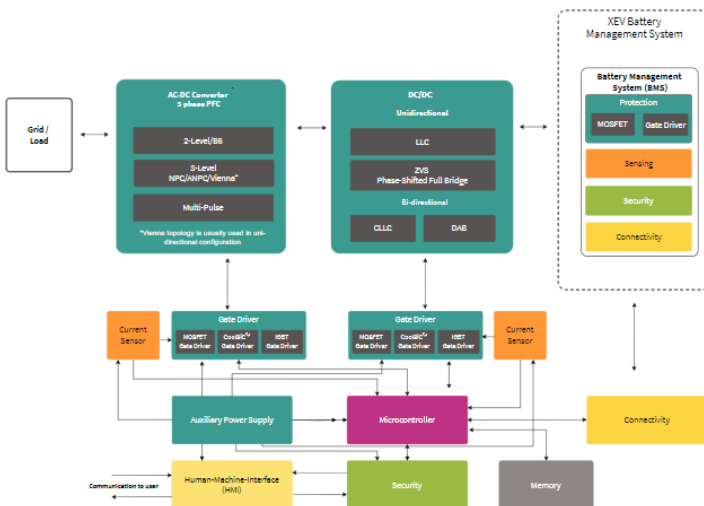 XEV Battery
Management System
AC-DC Converter
3 phase PFC
DC/DC
Battery Management
System (BMS)
Unidirectional
Protection
MOSFET
Gate Driver
Grid /
Load
2-Level/B6
LLC
Sensing
3-Level
NPC/ANPC/Vienna*
ZVS
Phase-Shifted Full Bridge
Security
Multi-Pulse
Bi-directional
*Vienna topology is usually used in uni-
directional configuration
CLLC
DAB
Connectivity
Current
Sensor
Gate Driver
MOSFET
Gate Driver
CoolSiC
Gate Driver
IGBT
Gate Driver
Gate Driver
MOSFET
Gate Driver
CoolSiC
Gate Driver
IGBT
Gate Driver
Current
Sensor
Auxiliary Power Supply
Microcontroller
Connectivity
Communication to user
Human-Machine-Interface
(HMI)
Security
Memory